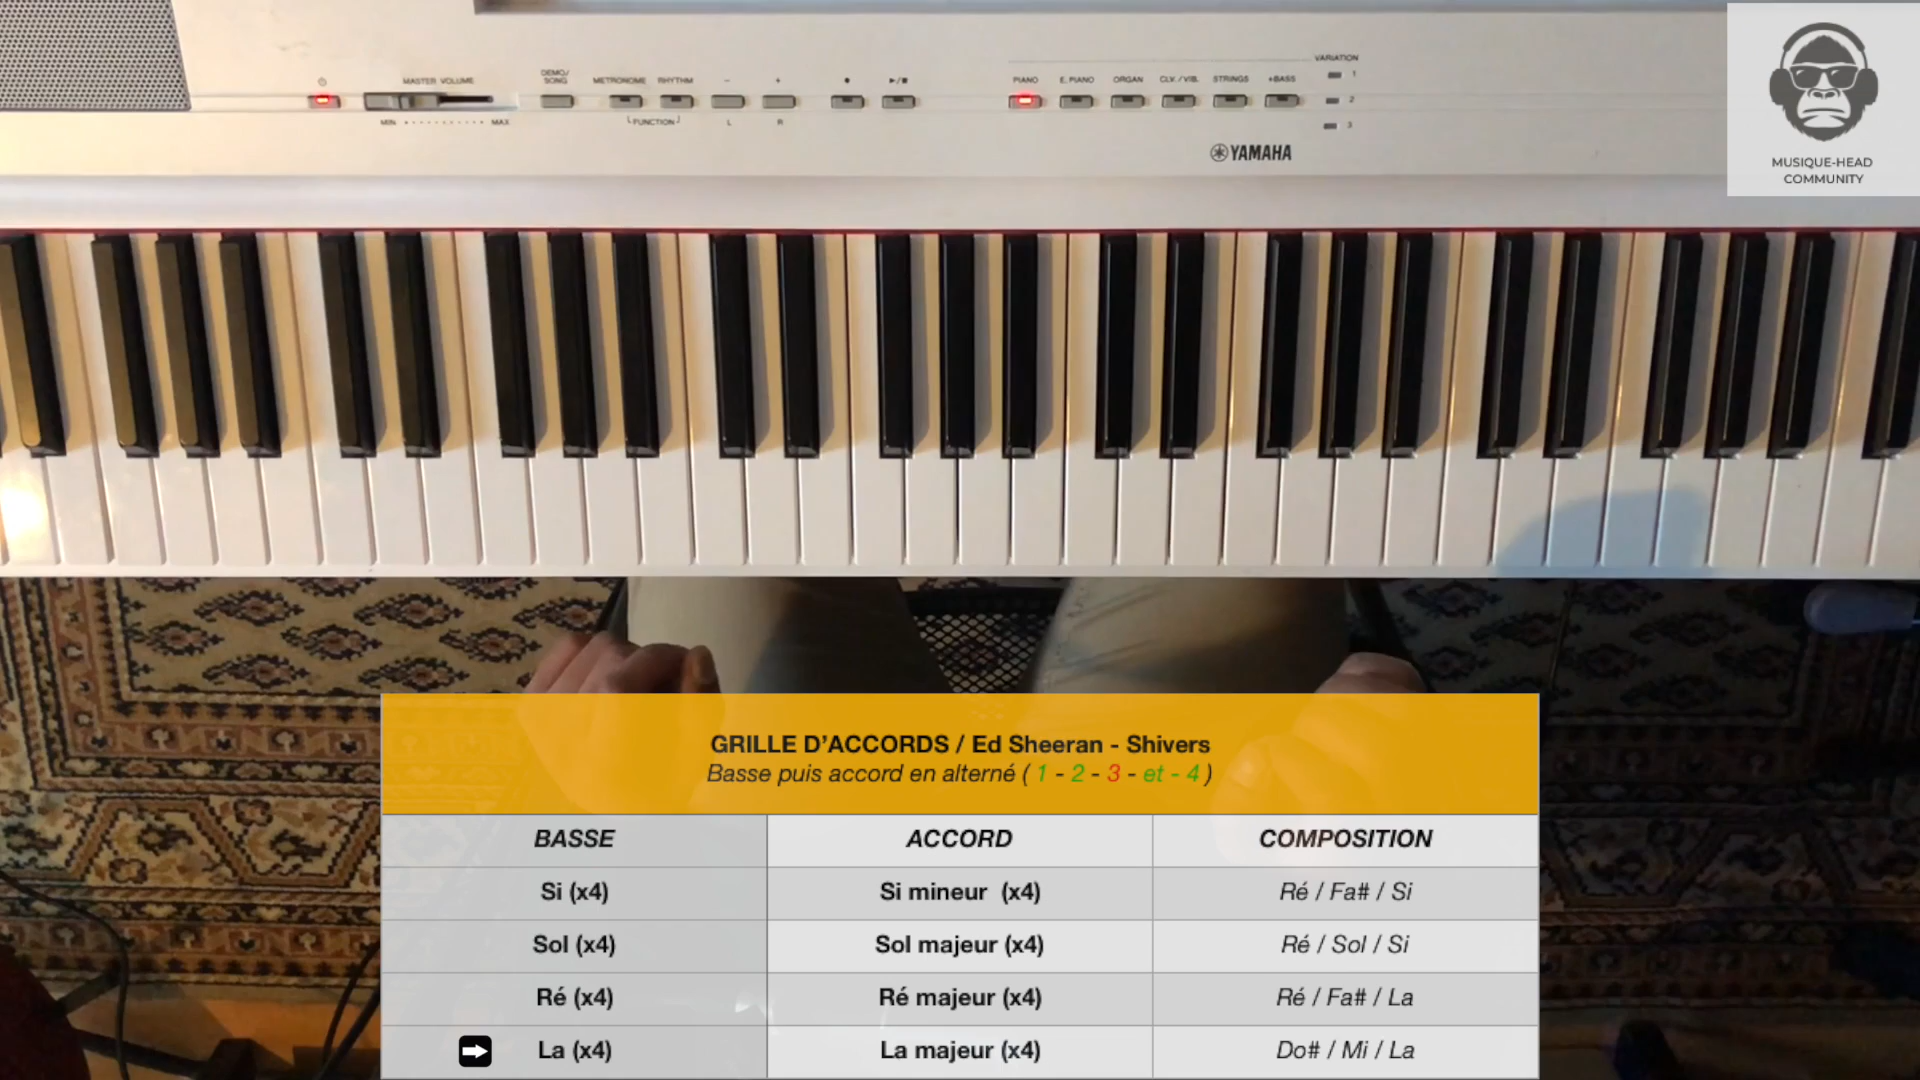 MASTER VOLUME
MIN
MAX
DEMO/
SONG
METRONOME
RHYTHM
- +
FUNCTION
L
R
PIANO
E. PIANO
ORGAN
CLV. / VIB.
STRINGS
+BASS
VARIATION
1
2
3
YAMAHA
MUSIQUE-HEAD
COMMUNITY
GRILLE D’ACCORDS / Ed Sheeran - Shivers
Basse puis accord en alterné ( 1 - 2 - 3 - et - 4 )
BASSE ACCORD COMPOSITION
Si (x4) Si mineur (x4) Ré / Fa# / Si
Sol (x4) Sol majeur (x4) Ré / Sol / Si
Ré (x4) Ré majeur (x4) Ré / Fa# / La
La (x4) La majeur (x4) Do# / Mi / La